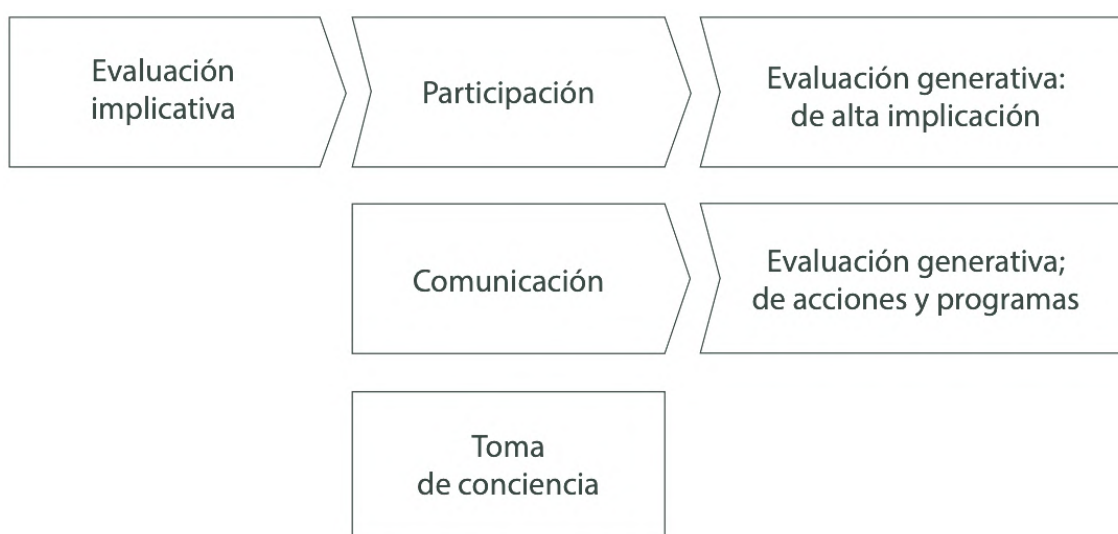 Evaluación
implicativa
Participación
Evaluación generativa:
de alta implicación
Comunicación
Evaluación generativa;
de acciones y programas
Toma
de conciencia